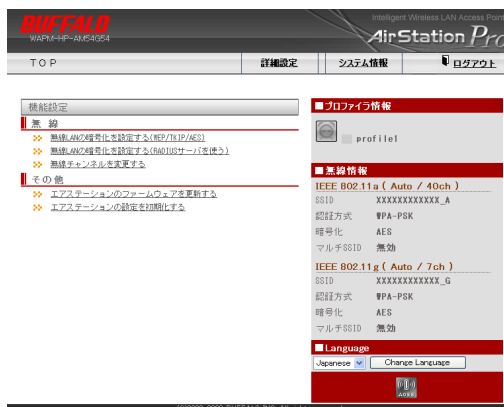 BUFFALO
WAPM-HP-AM54G54
Intelligent Wireless LAN Access Point
AirStation Pro
TOP
詳細設定
システム情報
ログアウト
機能設定
無 線
無線LANの暗号化を設定する(WEP/TKIP/AES)
無線LANの暗号化を設定する(RADIUSサーバを使う)
無線チャンネルを変更する
その他
エアステーションのファームウェアを更新する
エアステーションの設定を初期化する
■プロファイラ情報
profile1
■無線情報
IEEE 802.11a ( Auto / 40ch )
SSID XXXXXXXXXXXX_A
認証方式 WPA-PSK
暗号化 AES
マルチSSID 無効
IEEE 802.11g ( Auto / 7ch )
SSID XXXXXXXXXXXX_G
認証方式 WPA-PSK
暗号化 AES
マルチSSID 無効
■Language
Japanese
Change Language
AOSS